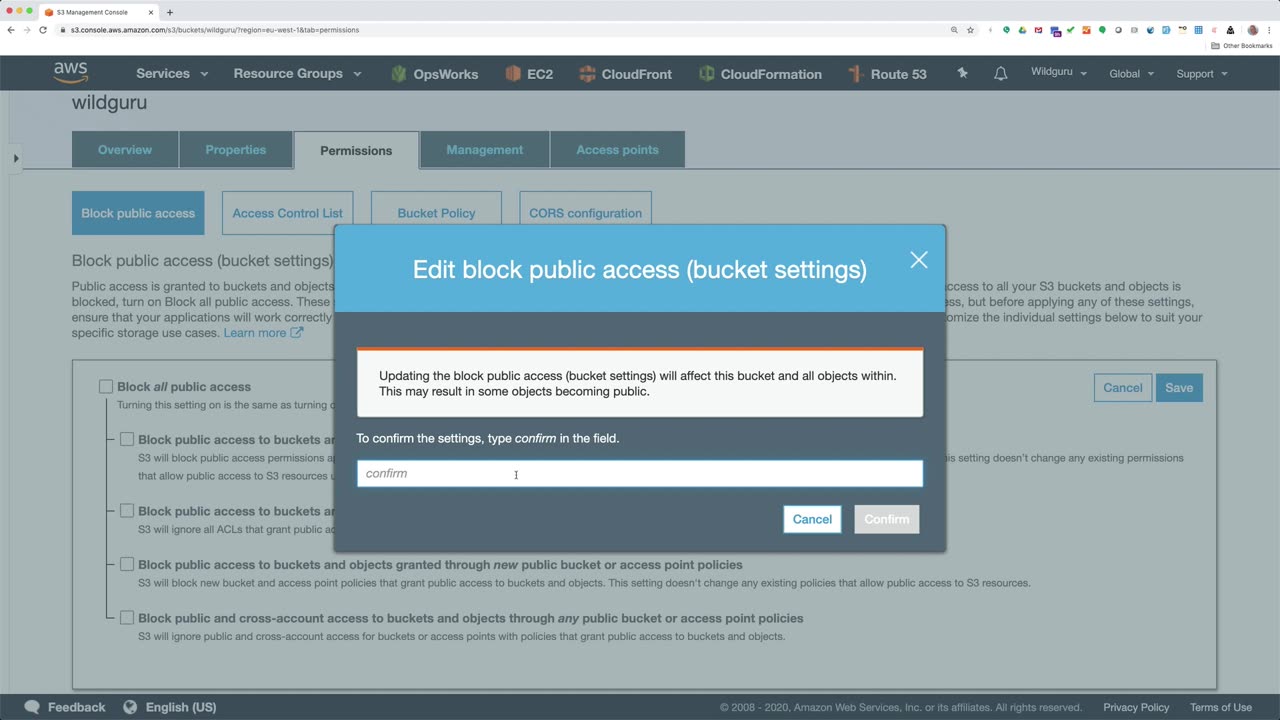 S3 Management Console
s3.console.aws.amazon.com/s3/buckets/wildguru/?region=eu-west-1&tab=permissions
Other Bookmarks
aws Services Resource Groups OpsWorks EC2 CloudFront CloudFormation Route 53 Wildguru Global Support
wildguru
Overview Properties Permissions Management Access points
Block public access Access Control List Bucket Policy CORS configuration
Block public access (bucket settings)
Public access is granted to buckets and objects
access to all your S3 buckets and objects is
blocked, turn on Block all public access. These
but before applying any of these settings,
ensure that your applications will work correctly
the individual settings below to suit your
specific storage use cases. Learn more
Edit block public access (bucket settings)
Updating the block public access (bucket settings) will affect this bucket and all objects within.
This may result in some objects becoming public.
To confirm the settings, type confirm in the field.
confirm
Cancel Confirm
Block all public access
Cancel Save
Turning this setting on is the same as turning
Block public access to buckets
S3 will block public access permissions
setting doesn't change any existing permissions
that allow public access to S3 resources
Block public access to buckets
S3 will ignore all ACLs that grant public
Block public access to buckets and objects granted through new public bucket or access point policies
S3 will block new bucket and access point policies that grant public access to buckets and objects. This setting doesn't change any existing policies that allow public access to S3 resources.
Block public and cross-account access to buckets and objects through any public bucket or access point policies
S3 will ignore public and cross-account access for buckets or access points with policies that grant public access to buckets and objects.
Feedback English (US) © 2008 - 2020, Amazon Web Services, Inc. or its affiliates. All rights reserved. Privacy Policy Terms of Use